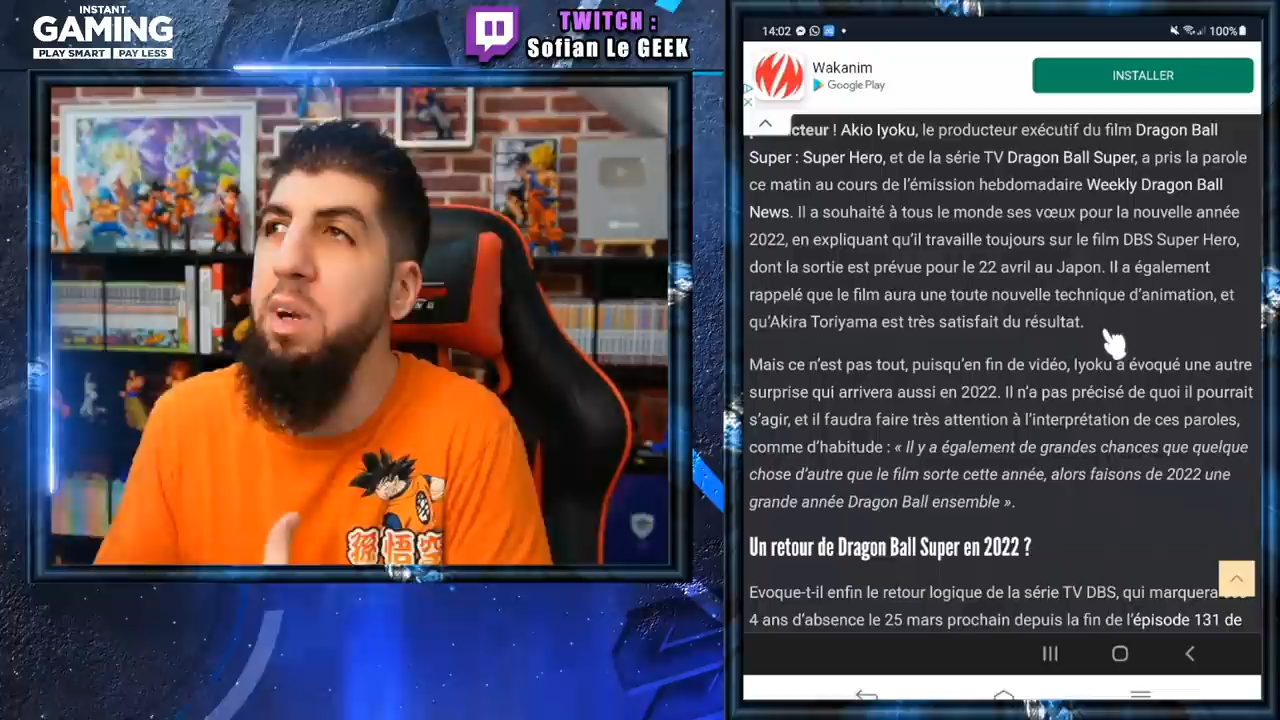 INSTANT
GAMING
PLAY SMART | PAY LESS
TWITCH :
Sofian Le GEEK
孫悟空
14:02
100%
Wakanim
Google Play
INSTALLER
cteur ! Akio Iyoku, le producteur exécutif du film Dragon Ball
Super : Super Hero, et de la série TV Dragon Ball Super, a pris la parole
ce matin au cours de l'émission hebdomadaire Weekly Dragon Ball
News. Il a souhaité à tous le monde ses vœux pour la nouvelle année
2022, en expliquant qu'il travaille toujours sur le film DBS Super Hero,
dont la sortie est prévue pour le 22 avril au Japon. Il a également
rappelé que le film aura une toute nouvelle technique d'animation, et
qu'Akira Toriyama est très satisfait du résultat.
Mais ce n'est pas tout, puisqu'en fin de vidéo, Iyoku a évoqué une autre
surprise qui arrivera aussi en 2022. Il n'a pas précisé de quoi il pourrait
s'agir, et il faudra faire très attention à l'interprétation de ces paroles,
comme d'habitude : « Il y a également de grandes chances que quelque
chose d'autre que le film sorte cette année, alors faisons de 2022 une
grande année Dragon Ball ensemble ».
Un retour de Dragon Ball Super en 2022 ?
Evoque-t-il enfin le retour logique de la série TV DBS, qui marquera
4 ans d'absence le 25 mars prochain depuis la fin de l'épisode 131 de